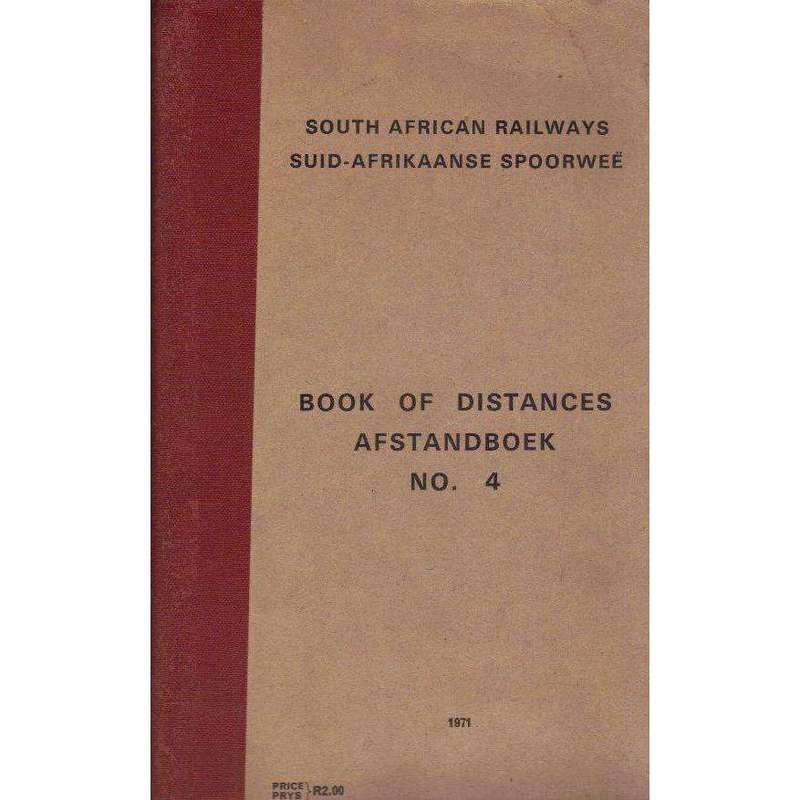 SOUTH AFRICAN RAILWAYS
SUID-AFRIKAANSE SPOORWEË
BOOK OF DISTANCES
AFSTANDBOEK
NO. 4
1971
PRICE
PRYS } R2.00